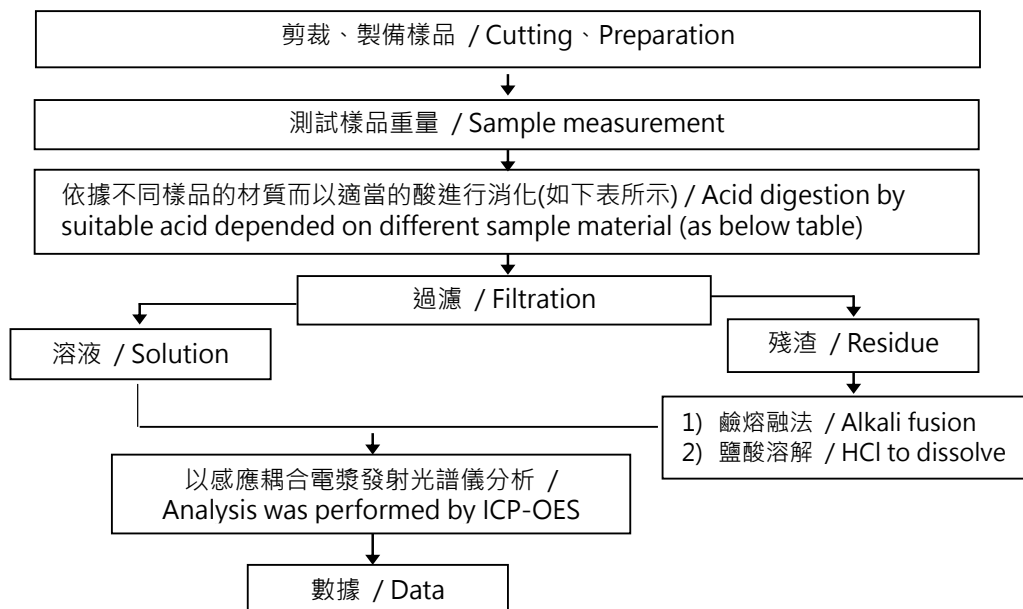 剪裁、製備樣品 / Cutting、Preparation
測試樣品重量 / Sample measurement
依據不同樣品的材質而以適當的酸進行消化(如下表所示) / Acid digestion by
suitable acid depended on different sample material (as below table)
過濾 / Filtration
溶液 / Solution
殘渣 / Residue
1) 鹼熔融法 / Alkali fusion
2) 鹽酸溶解 / HCl to dissolve
以感應耦合電漿發射光譜儀分析 /
Analysis was performed by ICP-OES
數據 / Data